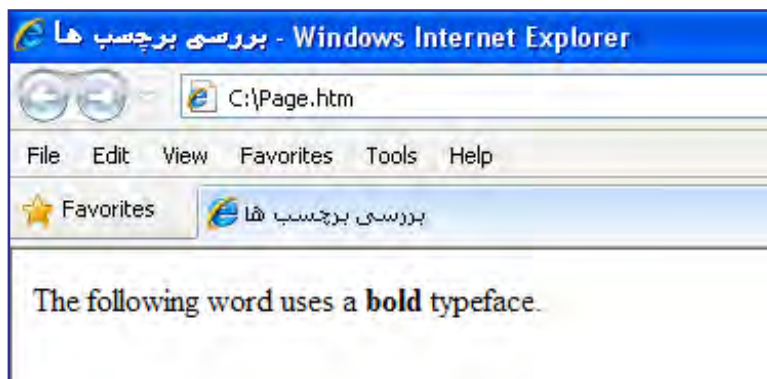 بررسی برچسب ها - Windows Internet Explorer
C:\Page.htm
File Edit View Favorites Tools Help
Favorites بررسی برچسب ها
The following word uses a bold typeface.